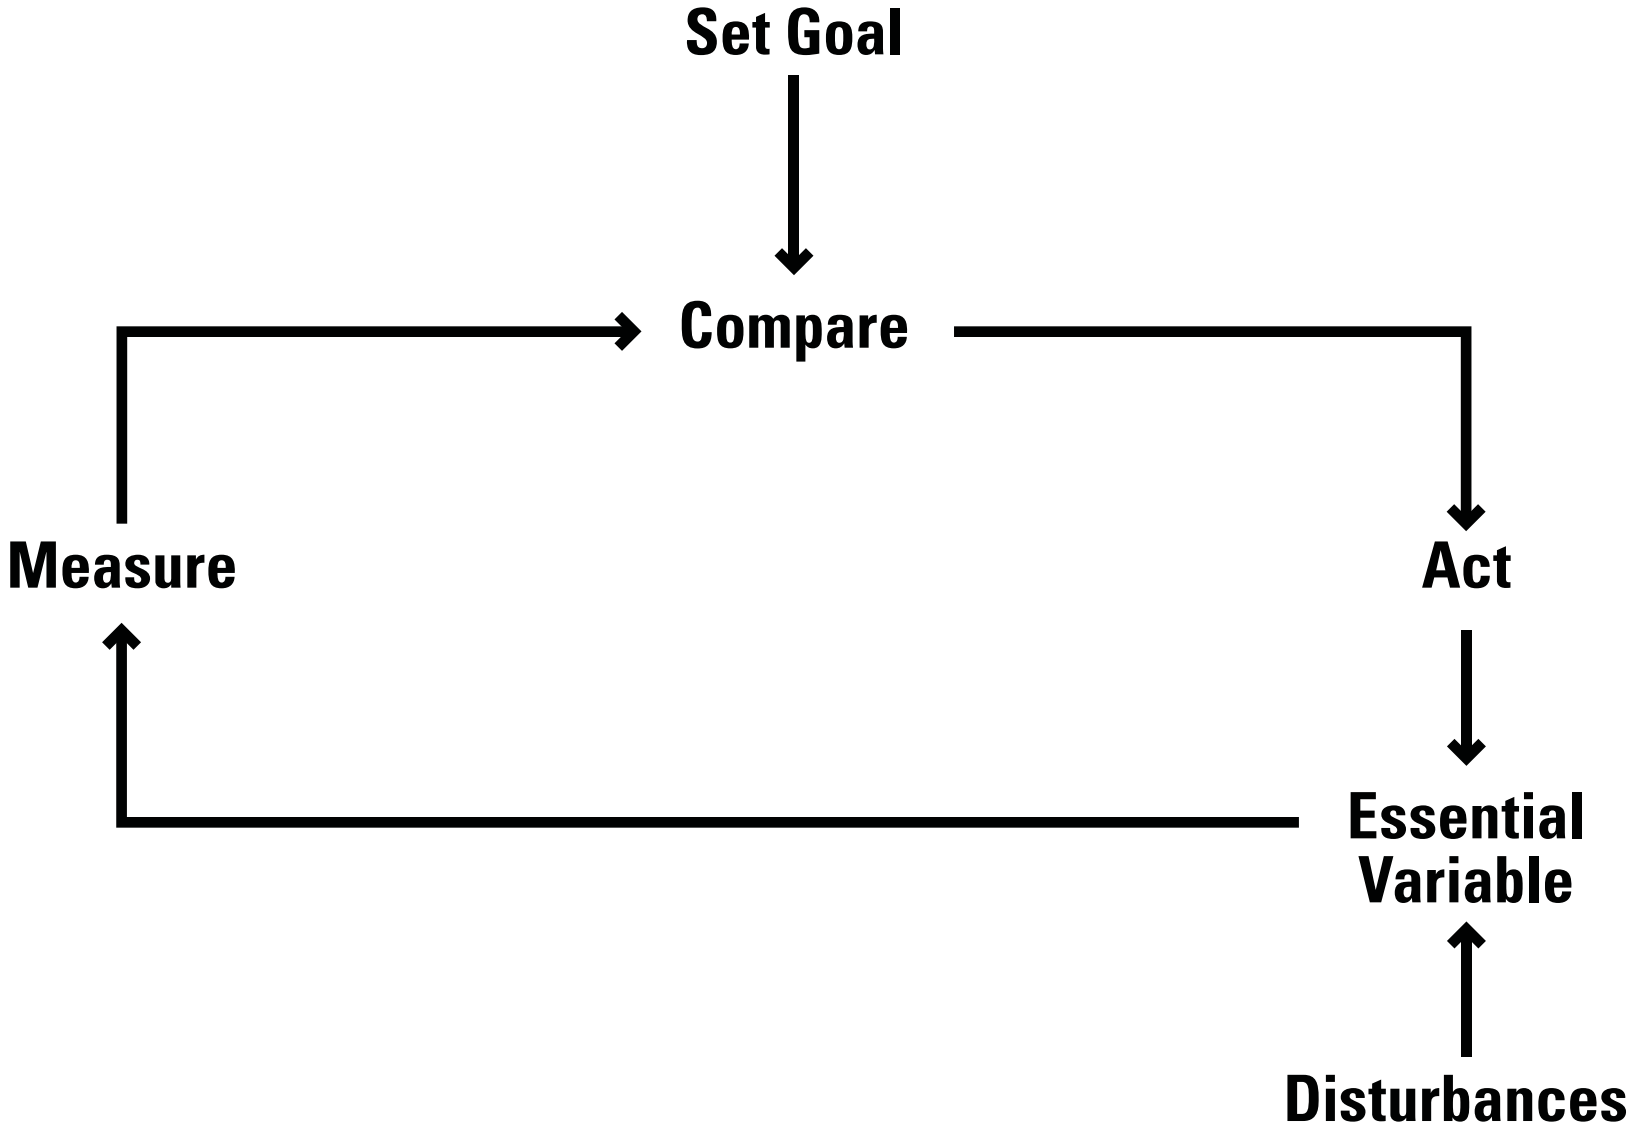 Set Goal
Compare
Measure
Act
Essential
Variable
Disturbances